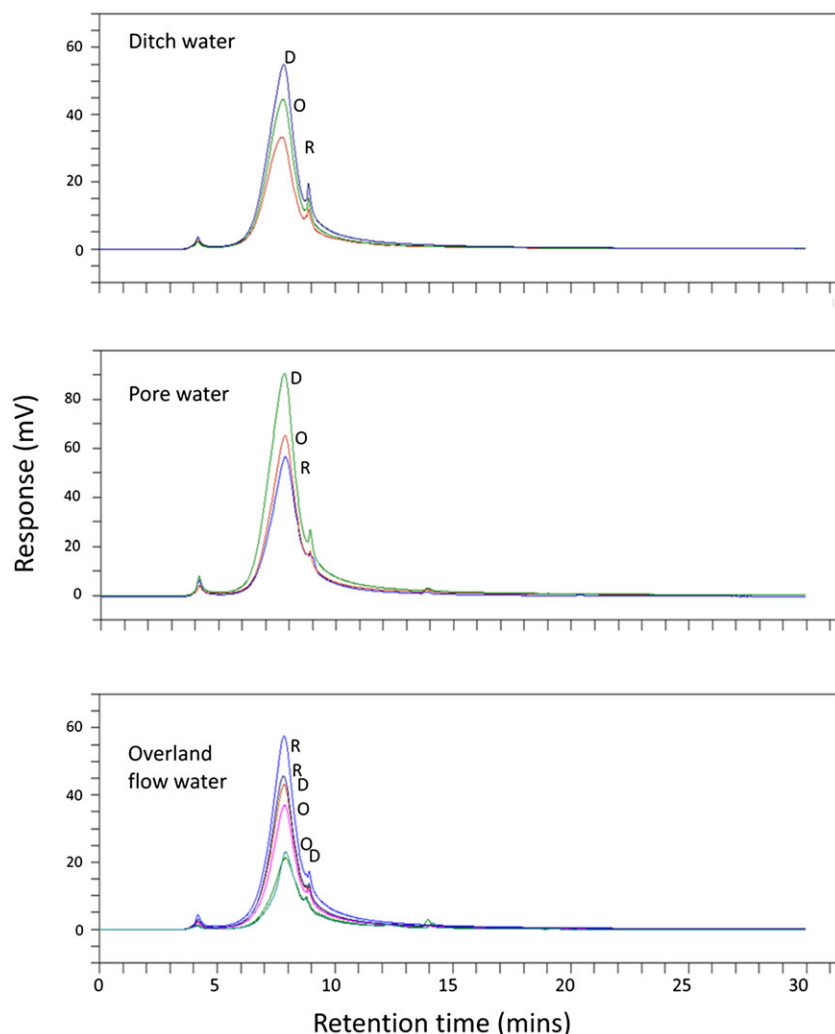 Ditch water
60
40
20
0
D
O
R
Pore water
80
60
40
20
0
D
O
R
Response (mV)
Overland
flow water
60
40
20
0
R
R
D
O
O
D
0 5 10 15 20 25 30
Retention time (mins)